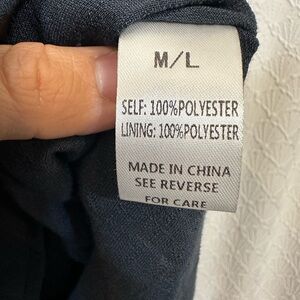 M/L
SELF: 100%POLYESTER
LINING: 100%POLYESTER
MADE IN CHINA
SEE REVERSE
FOR CARE